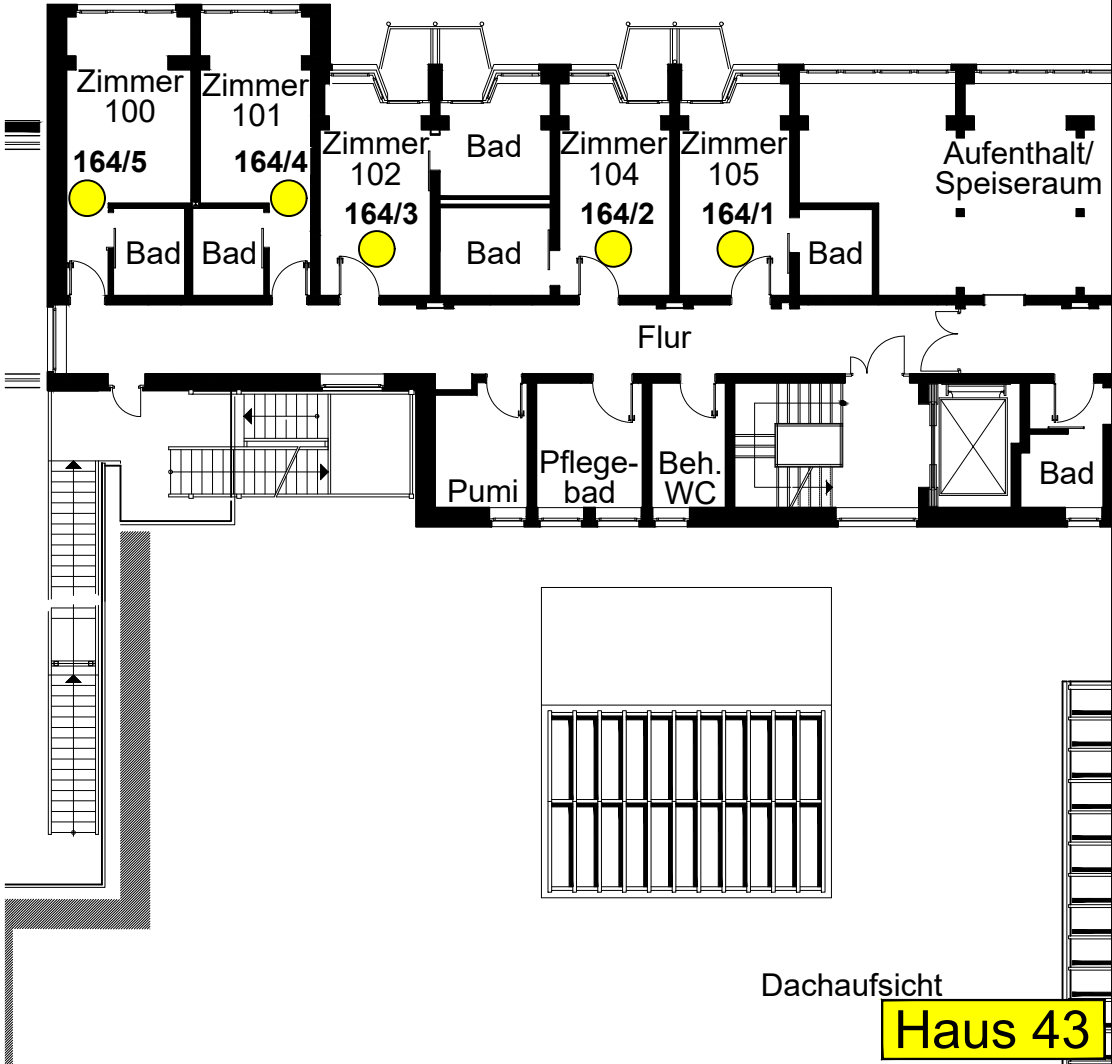 Zimmer
100
164/5
Zimmer
101
164/4
Zimmer
102
164/3
Bad
Zimmer
104
164/2
Zimmer
105
164/1
Aufenthalt/
Speiseraum
Bad
Bad
Bad
Bad
Flur
Pumi
Pflege-
bad
Beh.
WC
Bad
Dachaufsicht
Haus 43